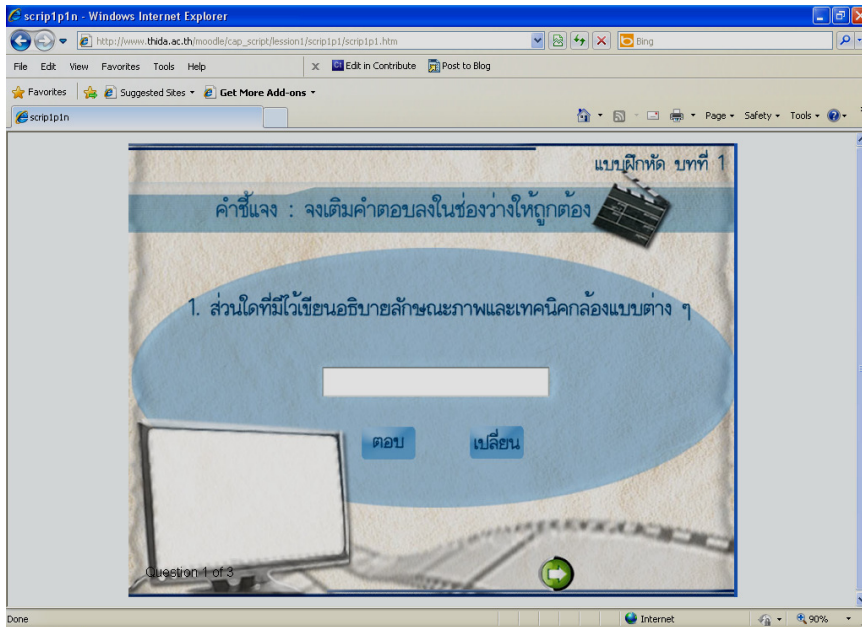 scrip1p1n - Windows Internet Explorer
http://www.thida.ac.th/moodle/cap_script/lession1/scrip1p1/scrip1p1.htm
Bing
File Edit View Favorites Tools Help
x Edit in Contribute Post to Blog
Favorites Suggested Sites Get More Add-ons
scrip1p1n
Page Safety Tools
แบบฝึกหัด บทที่ 1
คำชี้แจง : จงเติมคำตอบลงในช่องว่างให้ถูกต้อง
1. ส่วนใดที่มีไว้เขียนอธิบายลักษณะภาพและเทคนิคกล้องแบบต่าง ๆ
ตอบ เปลี่ยน
Question 1 of 3
Done Internet 90%